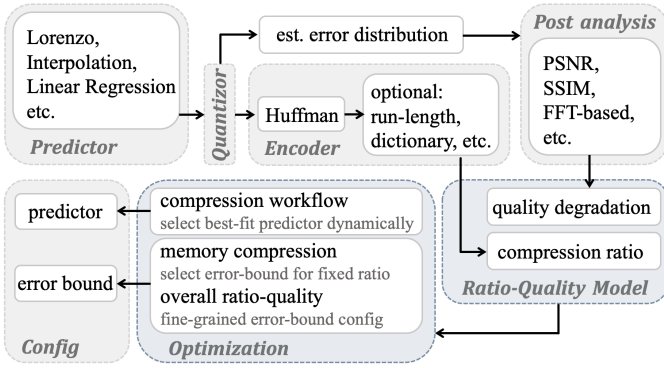 Lorenzo,
Interpolation,
Linear Regression
etc.
Predictor
Quantizor
est. error distribution
Huffman
optional:
run-length,
dictionary, etc.
Encoder
Post analysis
PSNR,
SSIM,
FFT-based,
etc.
quality degradation
compression ratio
Ratio-Quality Model
compression workflow
select best-fit predictor dynamically
memory compression
select error-bound for fixed ratio
overall ratio-quality
fine-grained error-bound config
Optimization
predictor
error bound
Config